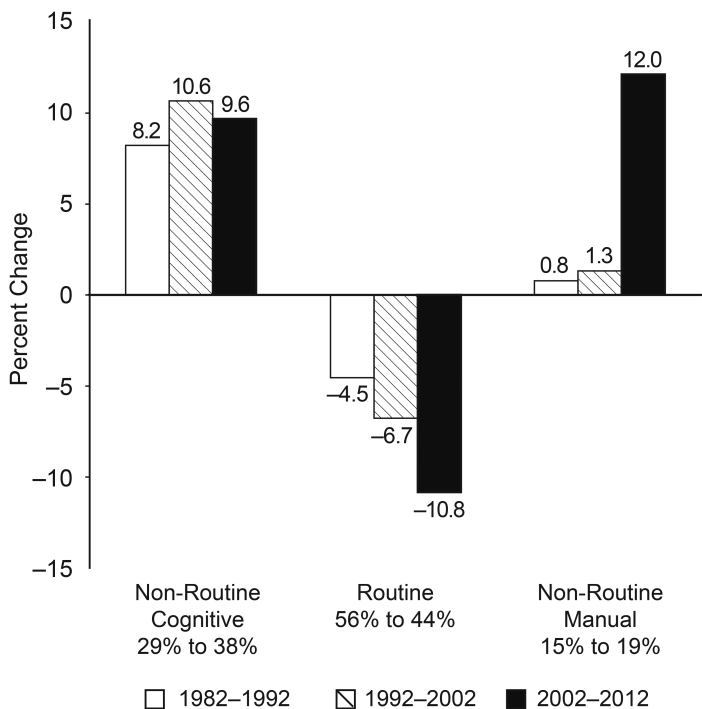 15
10
5
0
–5
–10
–15
Percent Change
8.2
10.6
9.6
–4.5
–6.7
–10.8
0.8
1.3
12.0
Non-Routine
Cognitive
29% to 38%
Routine
56% to 44%
Non-Routine
Manual
15% to 19%
1982–1992
1992–2002
2002–2012